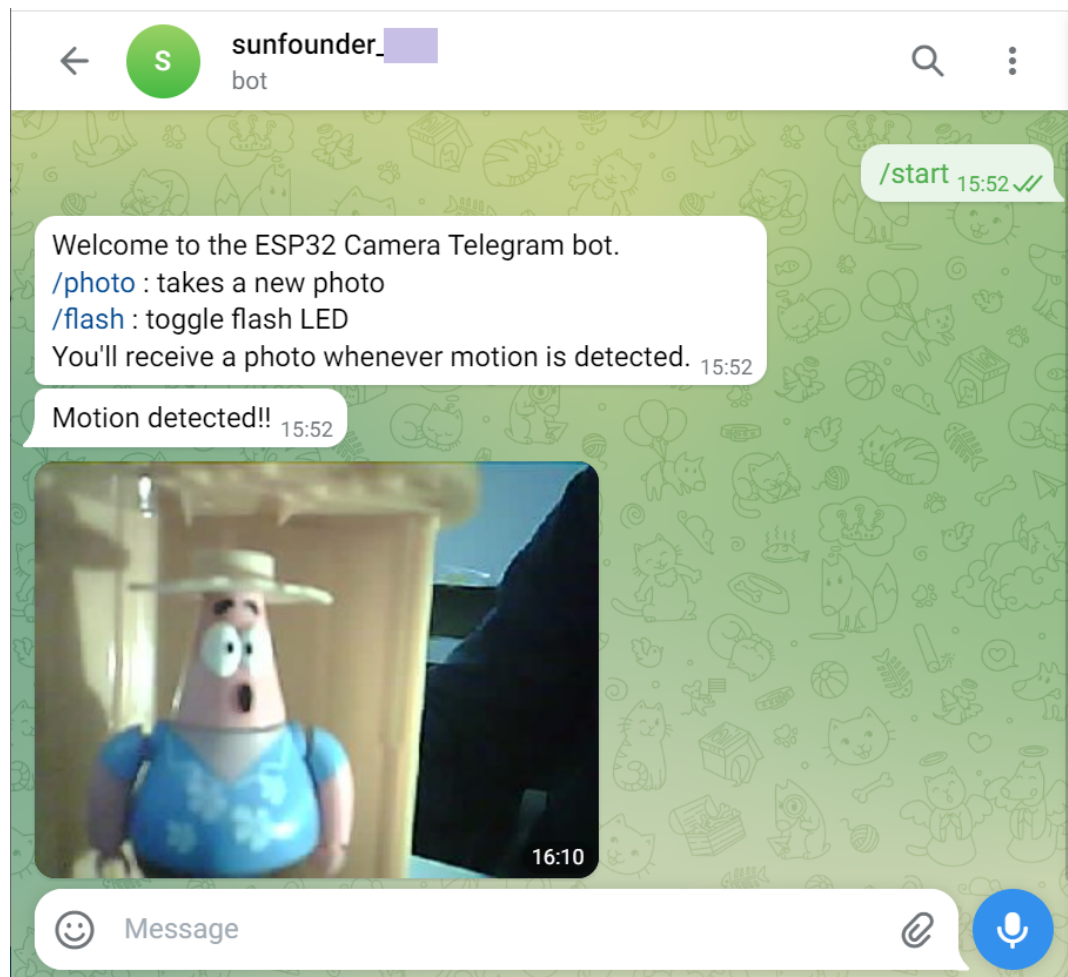 S
sunfounder_
bot
/start 15:52
Welcome to the ESP32 Camera Telegram bot.
/photo : takes a new photo
/flash : toggle flash LED
You'll receive a photo whenever motion is detected. 15:52
Motion detected!! 15:52
16:10
Message